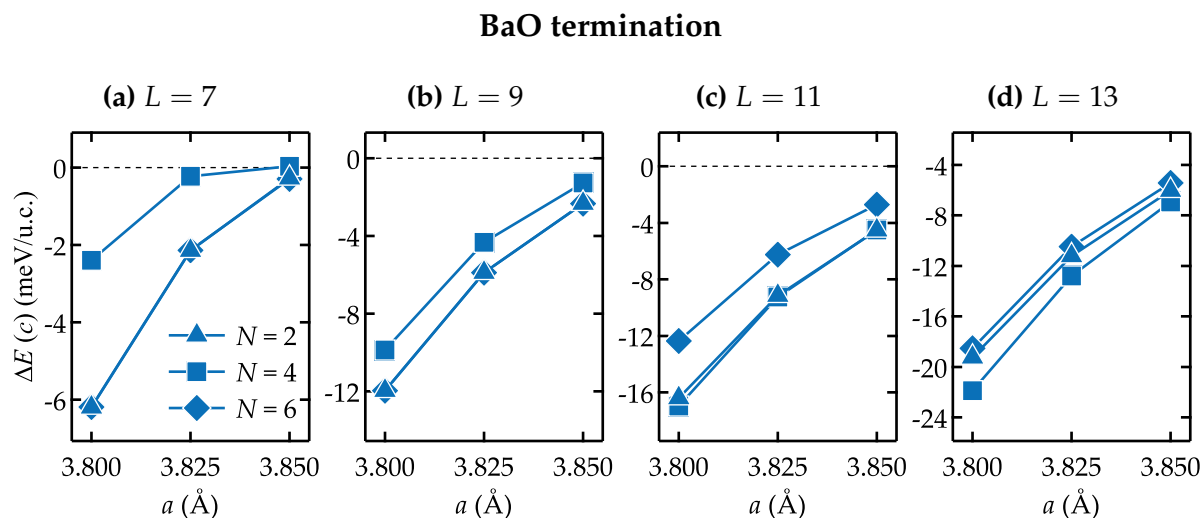 BaO termination
(a) L = 7
(b) L = 9
(c) L = 11
(d) L = 13
ΔE (c) (meV/u.c.)
0
-2
-4
-6
N = 2
N = 4
N = 6
3.800 3.825 3.850
a (Å)
0
-4
-8
-12
3.800 3.825 3.850
a (Å)
0
-4
-8
-12
-16
3.800 3.825 3.850
a (Å)
-4
-8
-12
-16
-20
-24
3.800 3.825 3.850
a (Å)